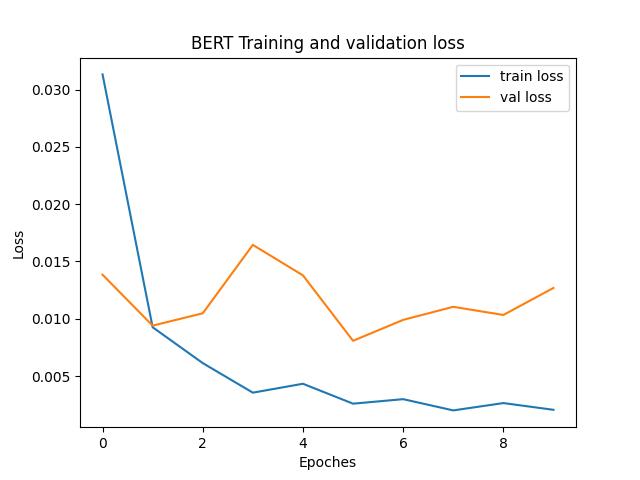 BERT Training and validation loss
train loss
val loss
0.030
0.025
0.020
0.015
0.010
0.005
Loss
0 2 4 6 8
Epoches